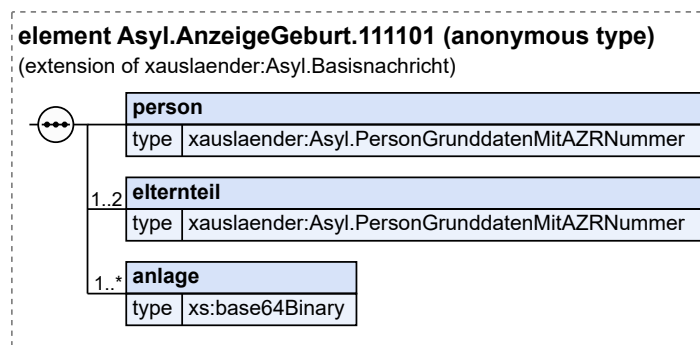 element Asyl.AnzeigeGeburt.111101 (anonymous type)
(extension of xauslaender:Asyl.Basisnachricht)
person
type xauslaender:Asyl.PersonGrunddatenMitAZRNummer
1..2 elternteil
type xauslaender:Asyl.PersonGrunddatenMitAZRNummer
1..* anlage
type xs:base64Binary